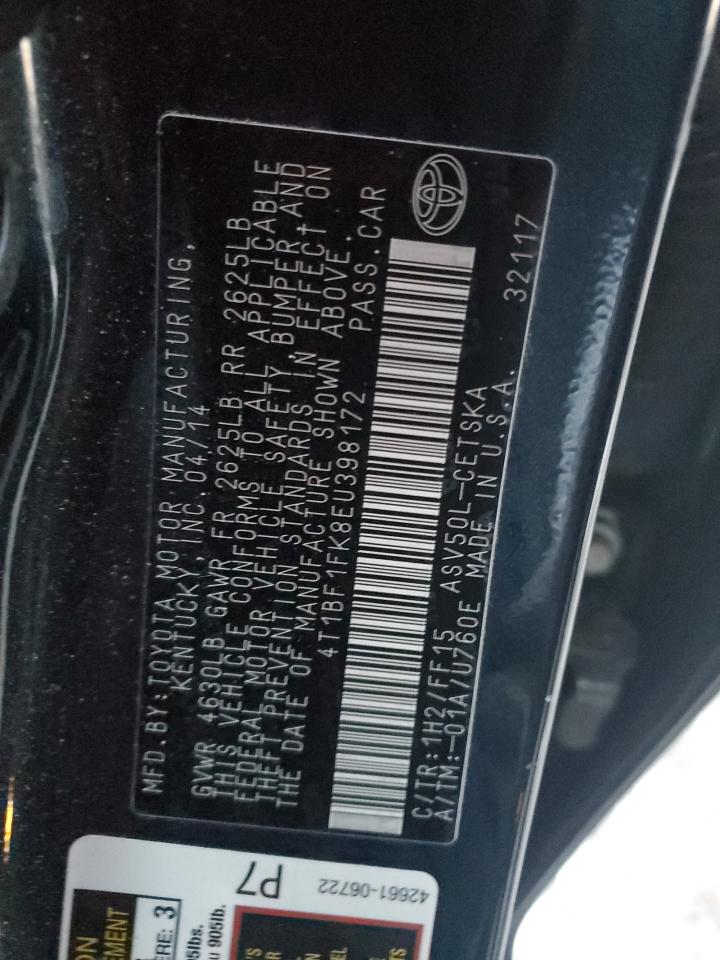 MFD.BY:TOYOTA MOTOR MANUFACTURING,
KENTUCKY, INC 04/14
GVWR 4630LB GAWR FR 2625LB RR 2625LB
THIS VEHICLE CONFORMS TO ALL APPLICABLE
FEDERAL MOTOR VEHICLE SAFETY, BUMPER, AND
THEFT PREVENTION STANDARDS IN EFFECT ON
THE DATE OF MANUFACTURE SHOWN ABOVE.
4T1BF1FK8EU398172 PASS.CAR
C/TR:1H2/FF15 ASV50L-CETSKA
A/TM:-01A/U760E MADE IN U.S.A. 32117
P7
42661-06722
ERE: 3
905lb.